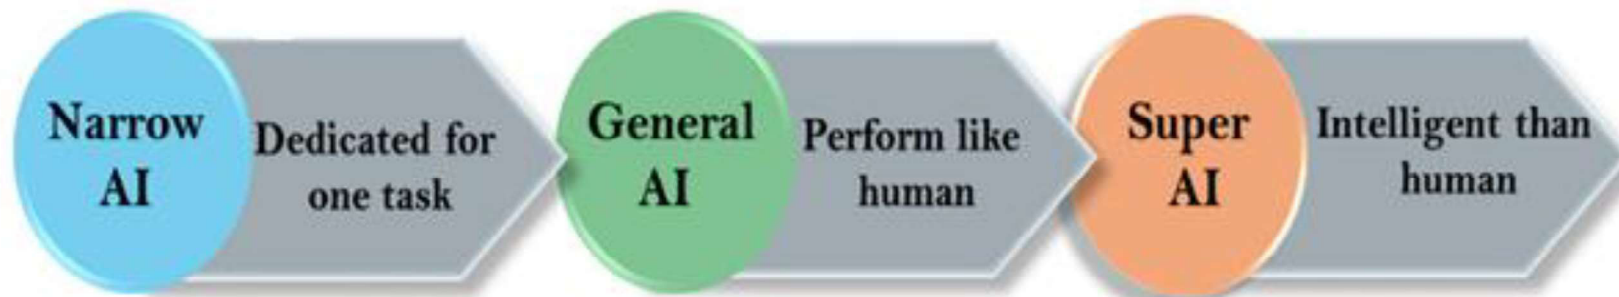 Narrow
AI
Dedicated for
one task
General
AI
Perform like
human
Super
AI
Intelligent than
human